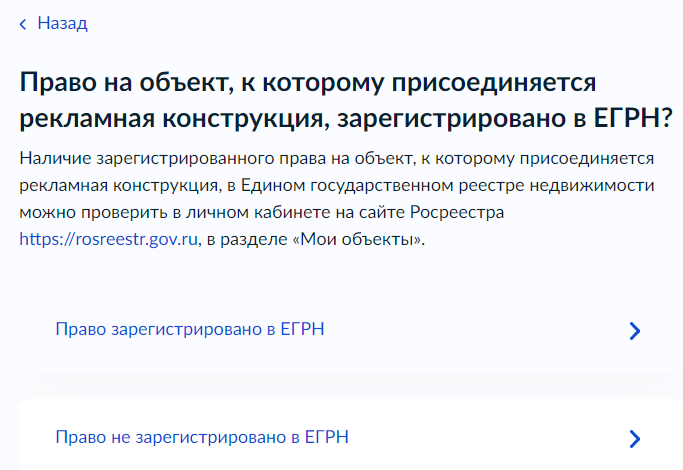 Назад
Право на объект, к которому присоединяется
рекламная конструкция, зарегистрировано в ЕГРН?
Наличие зарегистрированного права на объект, к которому присоединяется
рекламная конструкция, в Едином государственном реестре недвижимости
можно проверить в личном кабинете на сайте Росреестра
https://rosreestr.gov.ru, в разделе «Мои объекты».
Право зарегистрировано в ЕГРН
Право не зарегистрировано в ЕГРН